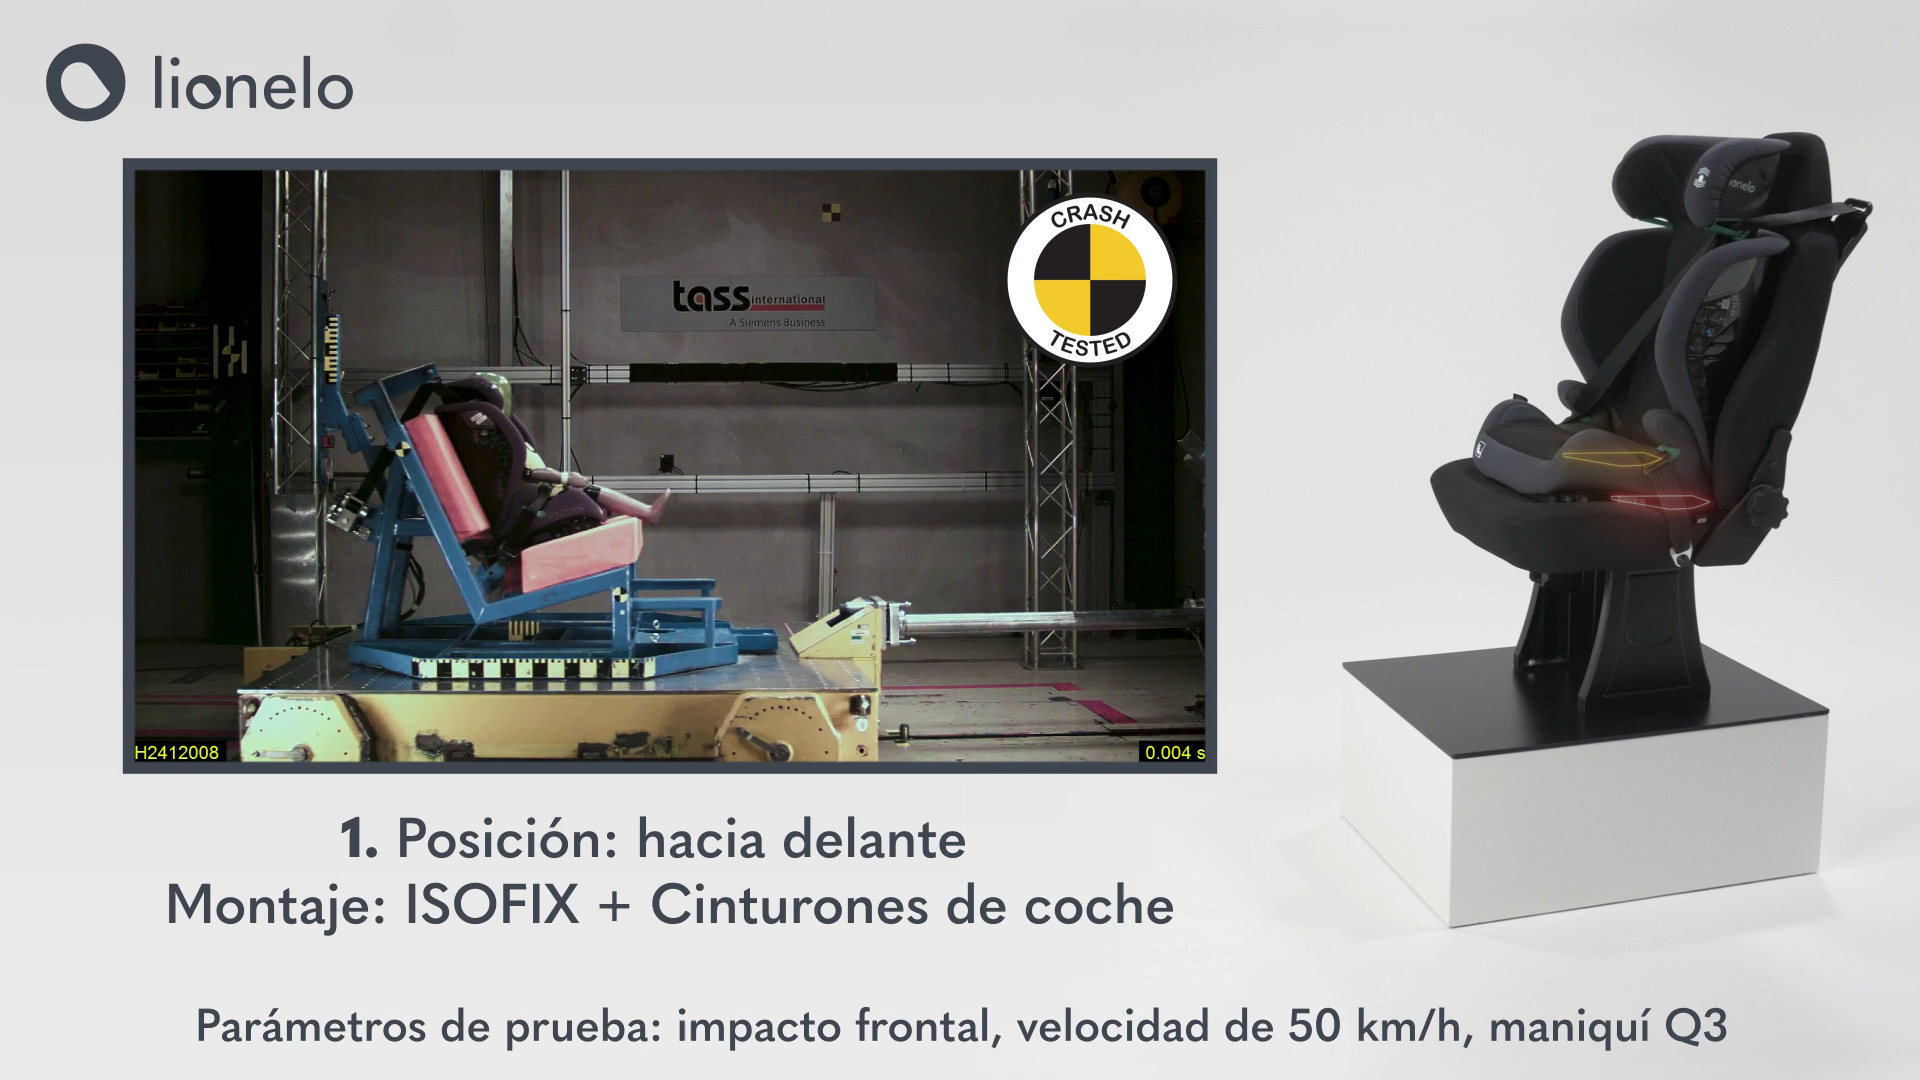 lionelo
CRASH
TESTED
tass international
A Siemens Business
lionelo
H2412008
0.004 s
1. Posición: hacia delante
Montaje: ISOFIX + Cinturones de coche
Parámetros de prueba: impacto frontal, velocidad de 50 km/h, maniquí Q3